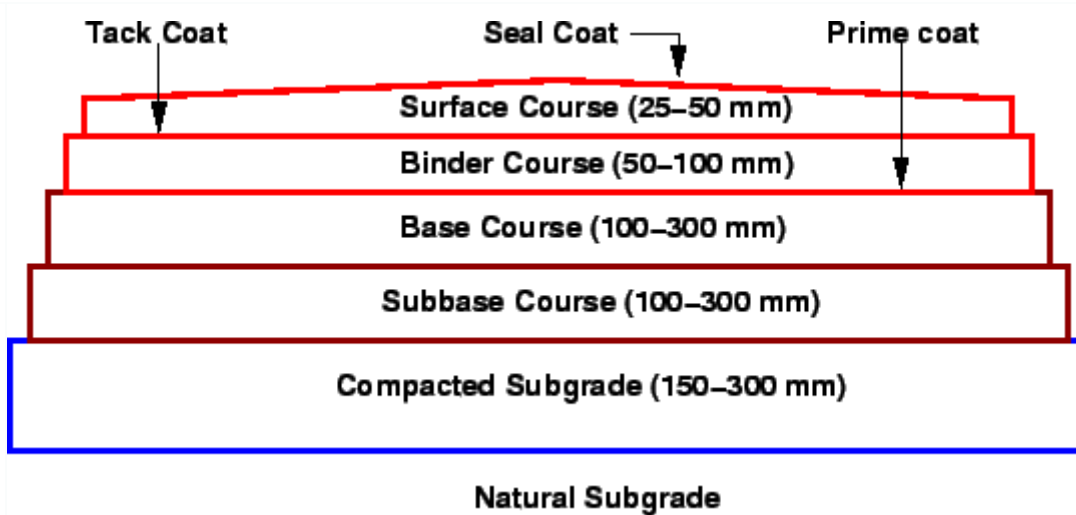 Tack Coat
Seal Coat
Prime coat
Surface Course (25–50 mm)
Binder Course (50–100 mm)
Base Course (100–300 mm)
Subbase Course (100–300 mm)
Compacted Subgrade (150–300 mm)
Natural Subgrade